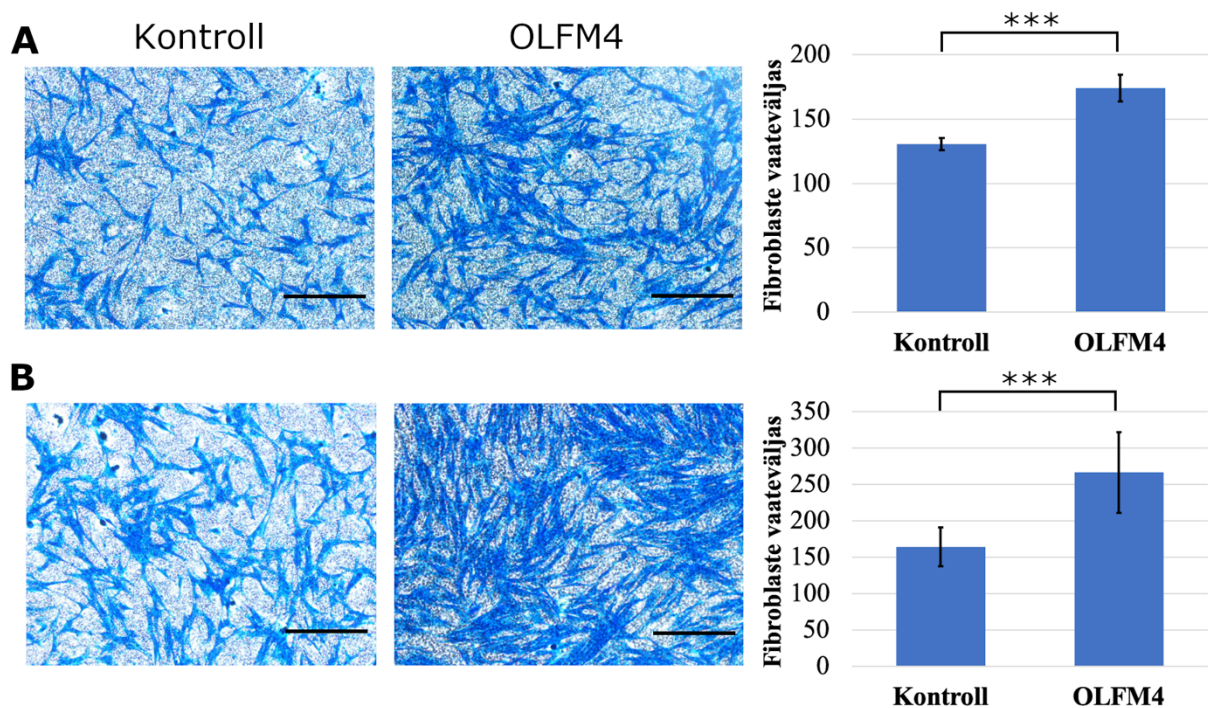 A
Kontroll
OLFM4
***
Fibroblaste vaateväljas
200
150
100
50
0
Kontroll
OLFM4
B
***
Fibroblaste vaateväljas
350
300
250
200
150
100
50
0
Kontroll
OLFM4